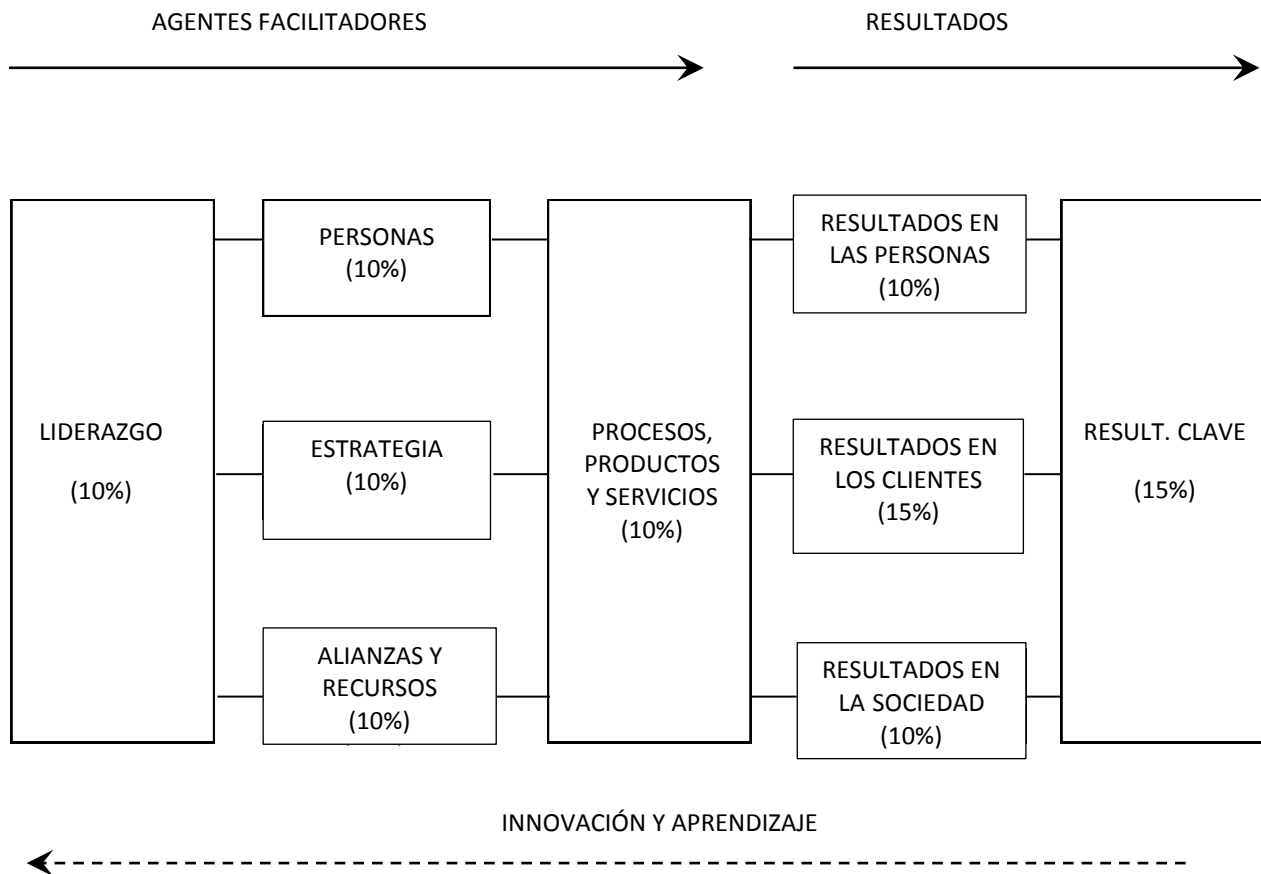 AGENTES FACILITADORES
RESULTADOS
LIDERAZGO
(10%)
PERSONAS
(10%)
ESTRATEGIA
(10%)
ALIANZAS Y
RECURSOS
(10%)
PROCESOS,
PRODUCTOS
Y SERVICIOS
(10%)
RESULTADOS EN
LAS PERSONAS
(10%)
RESULTADOS EN
LOS CLIENTES
(15%)
RESULTADOS EN
LA SOCIEDAD
(10%)
RESULT. CLAVE
(15%)
INNOVACIÓN Y APRENDIZAJE